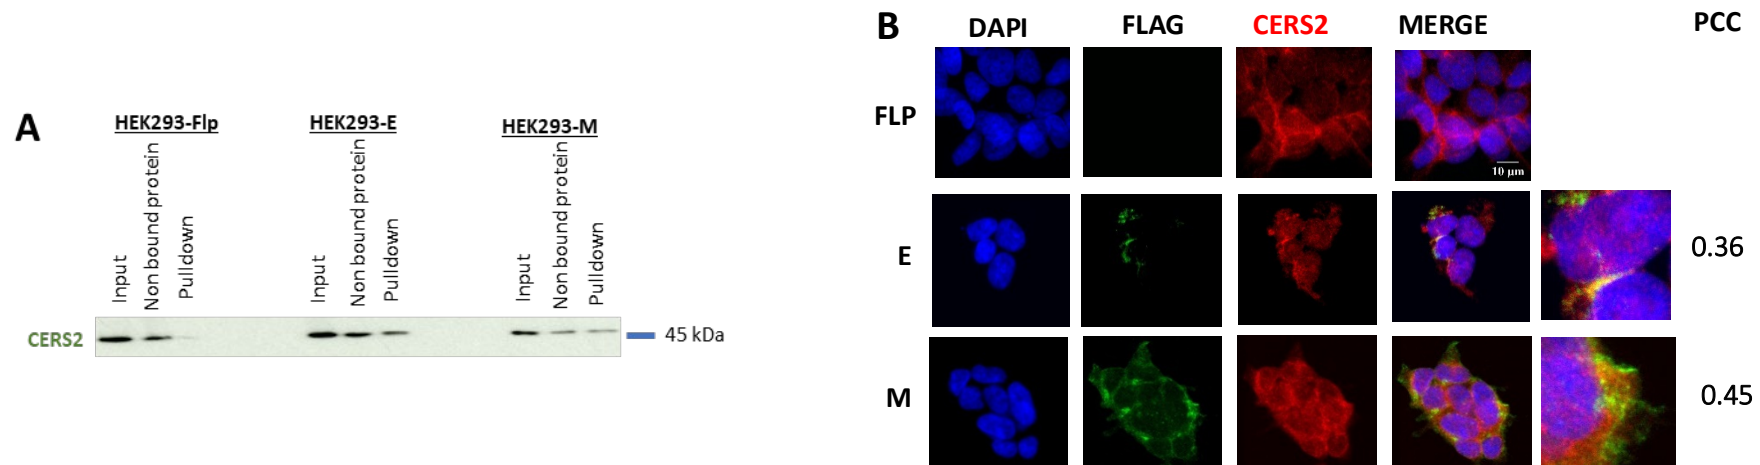 A
HEK293-Flp
HEK293-E
HEK293-M
Input
Non bound protein
Pulldown
Input
Non bound protein
Pulldown
Input
Non bound protein
Pulldown
CERS2
45 kDa
B
DAPI
FLAG
CERS2
MERGE
PCC
FLP
10 µm
E
0.36
M
0.45